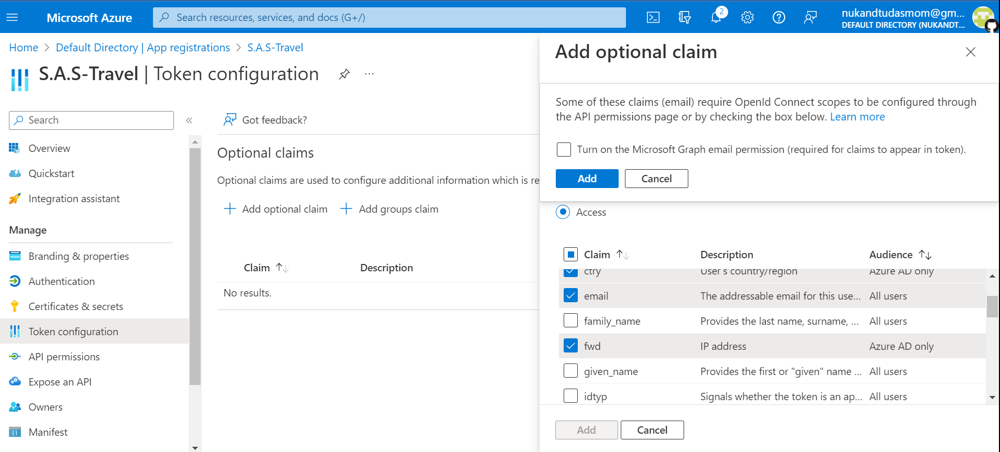 Microsoft Azure
Search resources, services, and docs (G+/)
2
nukandtudasmom@gm...
DEFAULT DIRECTORY (NUKANDT...
Home > Default Directory | App registrations > S.A.S-Travel
S.A.S-Travel | Token configuration
...
Search
«
Overview
Quickstart
Integration assistant
Manage
Branding & properties
Authentication
Certificates & secrets
Token configuration
API permissions
Expose an API
Owners
Manifest
Got feedback?
Optional claims
Optional claims are used to configure additional information which is re
Add optional claim
Add groups claim
Claim
Description
No results.
Add optional claim
Some of these claims (email) require OpenId Connect scopes to be configured through
the API permissions page or by checking the box below. Learn more
Turn on the Microsoft Graph email permission (required for claims to appear in token).
Add
Cancel
Access
Claim Description Audience
ctry User's country/region Azure AD only
email The addressable email for this use... All users
family_name Provides the last name, surname, ... All users
fwd IP address Azure AD only
given_name Provides the first or "given" name ... All users
idtyp Signals whether the token is an ap... All users
Add
Cancel